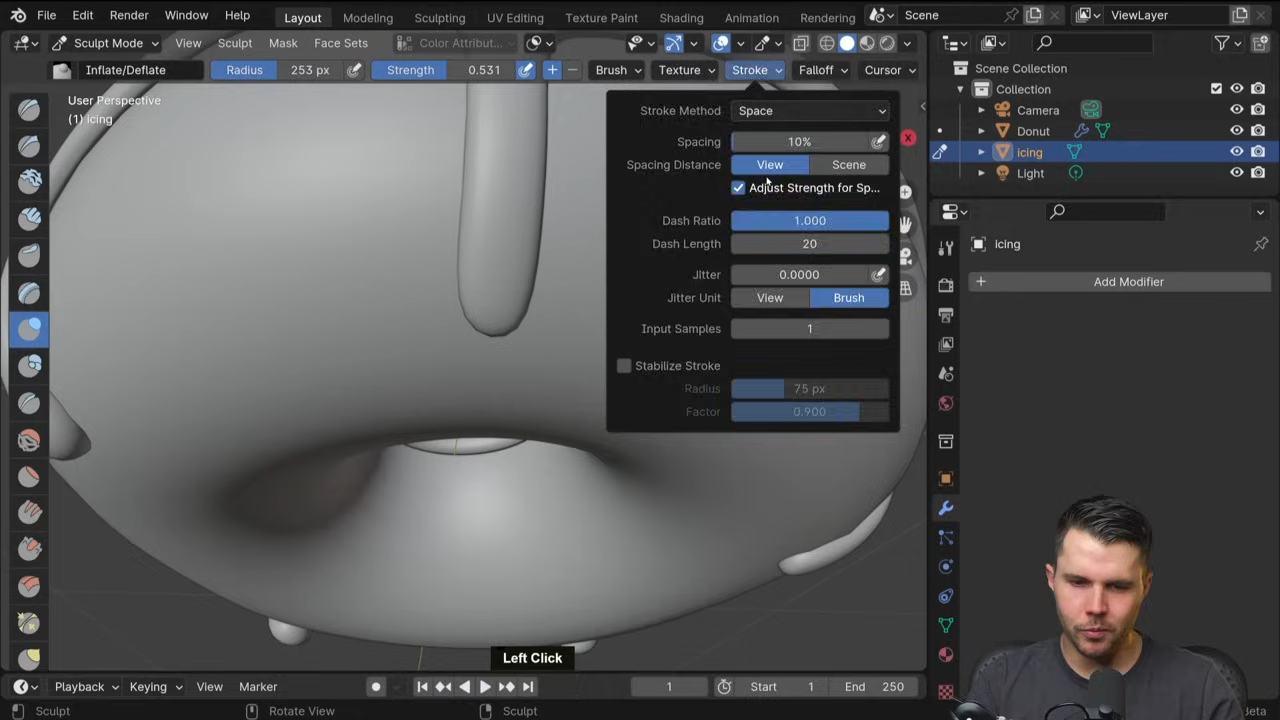 File Edit Render Window Help Layout Modeling Sculpting UV Editing Texture Paint Shading Animation Rendering Scene ViewLayer
Sculpt Mode View Sculpt Mask Face Sets Color Attribut...
Inflate/Deflate Radius 253 px Strength 0.531 Brush Texture Stroke Falloff Cursor
User Perspective
(1) icing
Stroke Method Space
Spacing 10%
Spacing Distance View Scene
Adjust Strength for Sp...
Dash Ratio 1.000
Dash Length 20
Jitter 0.0000
Jitter Unit View Brush
Input Samples 1
Stabilize Stroke
Radius 75 px
Factor 0.900
Scene Collection
Collection
Camera
Donut
icing
Light
icing
Add Modifier
Left Click
Playback Keying View Marker 1 Start 1 End 250
Sculpt Rotate View Sculpt